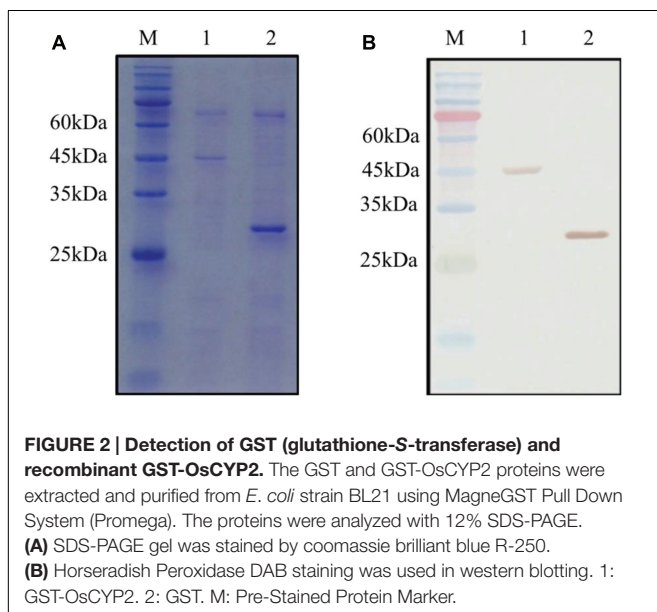 A M 1 2
60kDa
45kDa
35kDa
25kDa
B M 1 2
60kDa
45kDa
35kDa
25kDa
FIGURE 2 | Detection of GST (glutathione-S-transferase) and
recombinant GST-OsCYP2. The GST and GST-OsCYP2 proteins were
extracted and purified from E. coli strain BL21 using MagneGST Pull Down
System (Promega). The proteins were analyzed with 12% SDS-PAGE.
(A) SDS-PAGE gel was stained by coomassie brilliant blue R-250.
(B) Horseradish Peroxidase DAB staining was used in western blotting. 1:
GST-OsCYP2. 2: GST. M: Pre-Stained Protein Marker.